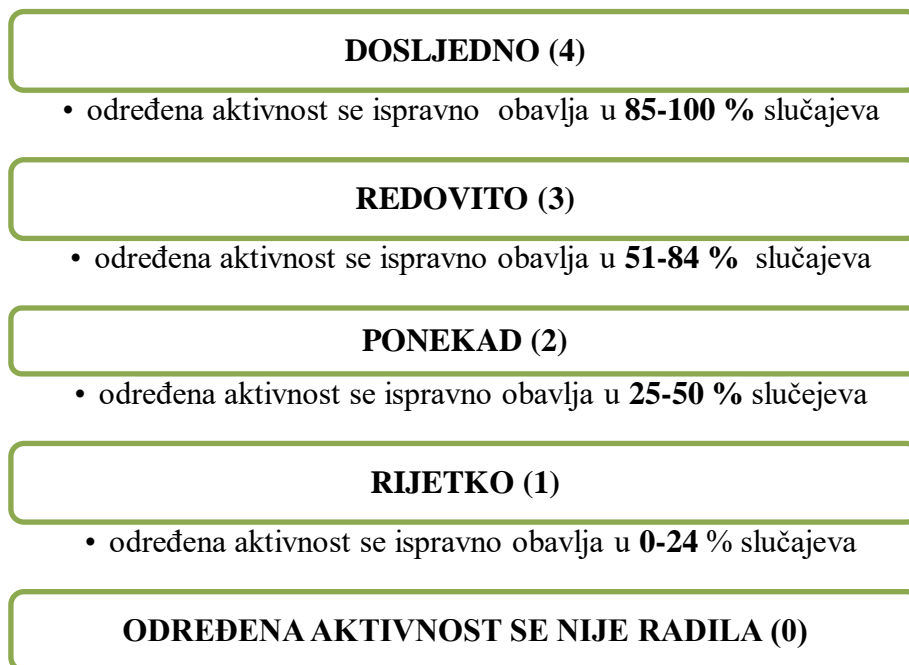 DOSLJEDNO (4)
• određena aktivnost se ispravno obavlja u 85-100 % slučajeva
REDOVITO (3)
• određena aktivnost se ispravno obavlja u 51-84 % slučajeva
PONEKAD (2)
• određena aktivnost se ispravno obavlja u 25-50 % slučejeva
RIJETKO (1)
• određena aktivnost se ispravno obavlja u 0-24 % slučajeva
ODREĐENA AKTIVNOST SE NIJE RADILA (0)